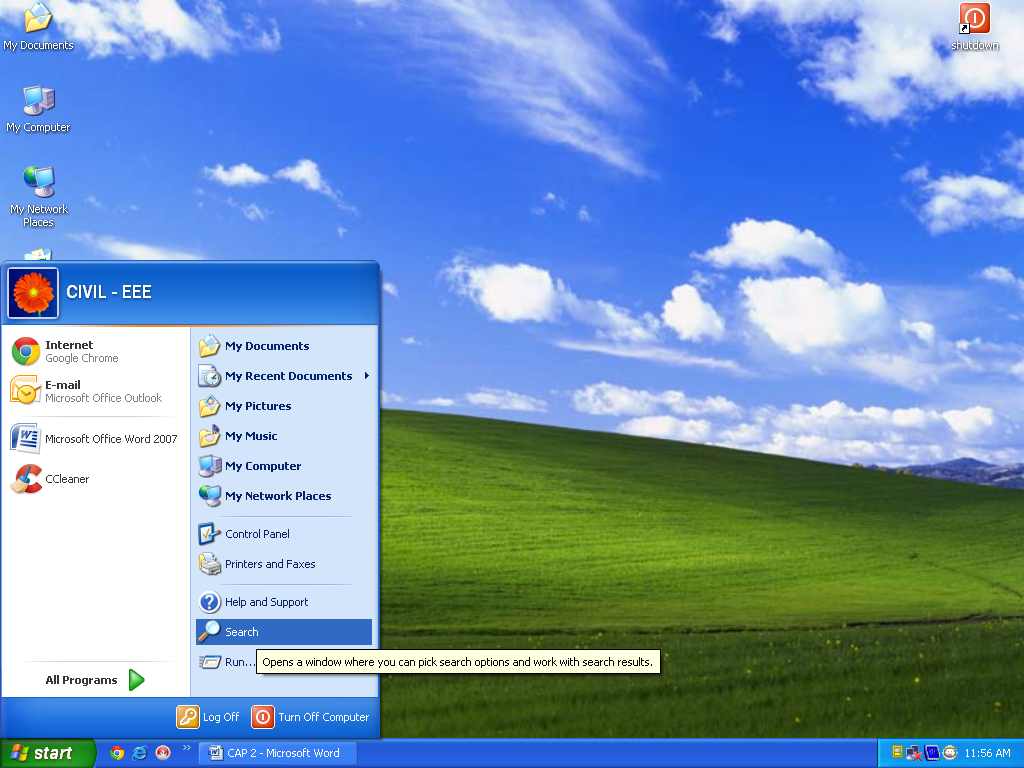 My Documents
My Computer
My Network
Places
shutdown
CIVIL - EEE
Internet
Google Chrome
E-mail
Microsoft Office Outlook
Microsoft Office Word 2007
CCleaner
All Programs
My Documents
My Recent Documents
My Pictures
My Music
My Computer
My Network Places
Control Panel
Printers and Faxes
Help and Support
Search
Run...
Opens a window where you can pick search options and work with search results.
Log Off
Turn Off Computer
start
CAP 2 - Microsoft Word
11:56 AM